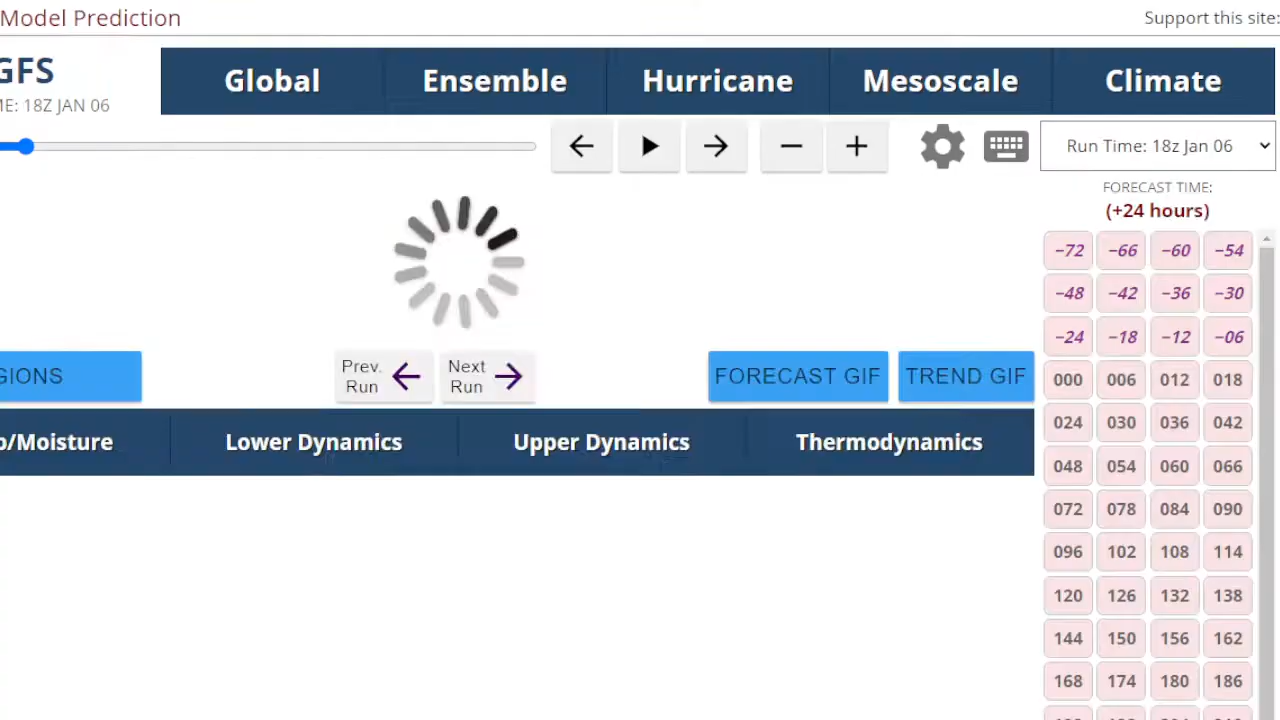 Model Prediction
Support this site:
GFS
ME: 18Z JAN 06
Global
Ensemble
Hurricane
Mesoscale
Climate
Run Time: 18z Jan 06
FORECAST TIME:
(+24 hours)
−72 −66 −60 −54
−48 −42 −36 −30
−24 −18 −12 −06
000 006 012 018
024 030 036 042
048 054 060 066
072 078 084 090
096 102 108 114
120 126 132 138
144 150 156 162
168 174 180 186
GIONS
Prev.
Run
Next
Run
FORECAST GIF
TREND GIF
p/Moisture
Lower Dynamics
Upper Dynamics
Thermodynamics